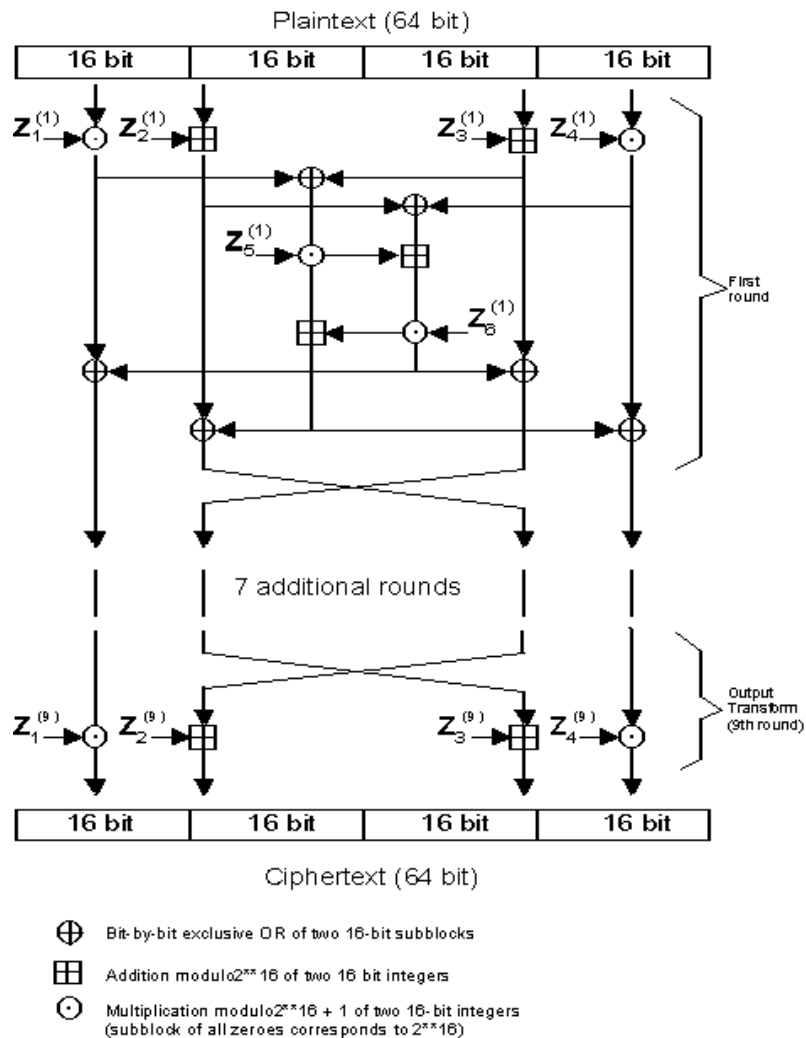 Plaintext (64 bit)
16 bit 16 bit 16 bit 16 bit
Z1(1) Z2(1) Z3(1) Z4(1)
Z5(1)
Z6(1)
First
round
7 additional rounds
Z1(9) Z2(9) Z3(9) Z4(9)
Output
Transform
(9th round)
16 bit 16 bit 16 bit 16 bit
Ciphertext (64 bit)
Bit-by-bit exclusive OR of two 16-bit subblocks
Addition modulo2**16 of two 16 bit integers
Multiplication modulo2**16 + 1 of two 16-bit integers
(subblock of all zeroes corresponds to 2**16)